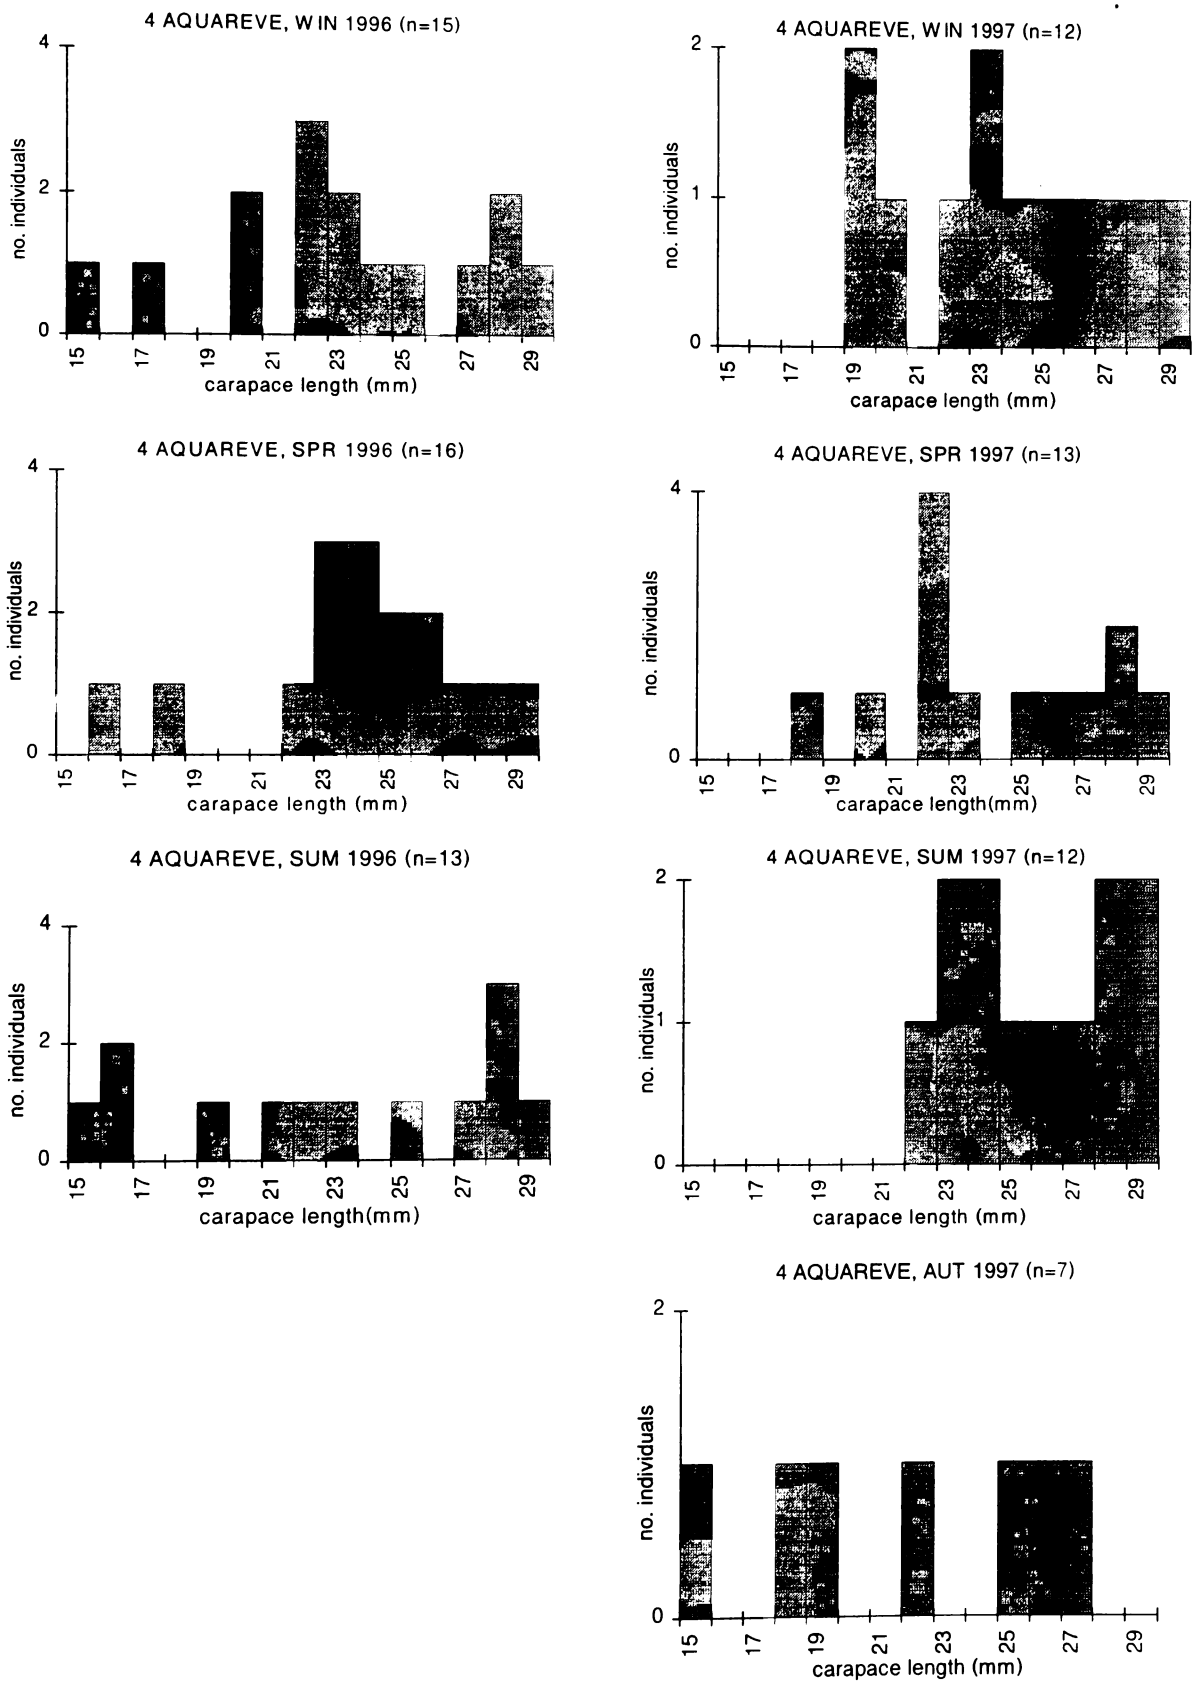 4 AQUAREVE, WIN 1996 (n=15)
4
2
0
no. individuals
15 17 19 21 23 25 27 29
carapace length (mm)
4 AQUAREVE, WIN 1997 (n=12)
2
1
0
no. individuals
15 17 19 21 23 25 27 29
carapace length (mm)
4 AQUAREVE, SPR 1996 (n=16)
4
2
0
no. individuals
15 17 19 21 23 25 27 29
carapace length (mm)
4 AQUAREVE, SPR 1997 (n=13)
4
0
no. individuals
15 17 19 21 23 25 27 29
carapace length(mm)
4 AQUAREVE, SUM 1996 (n=13)
4
2
0
no. individuals
15 17 19 21 23 25 27 29
carapace length(mm)
4 AQUAREVE, SUM 1997 (n=12)
2
1
0
no. individuals
15 17 19 21 23 25 27 29
carapace length (mm)
4 AQUAREVE, AUT 1997 (n=7)
2
1
0
no. individuals
15 17 19 21 23 25 27 29
carapace length (mm)